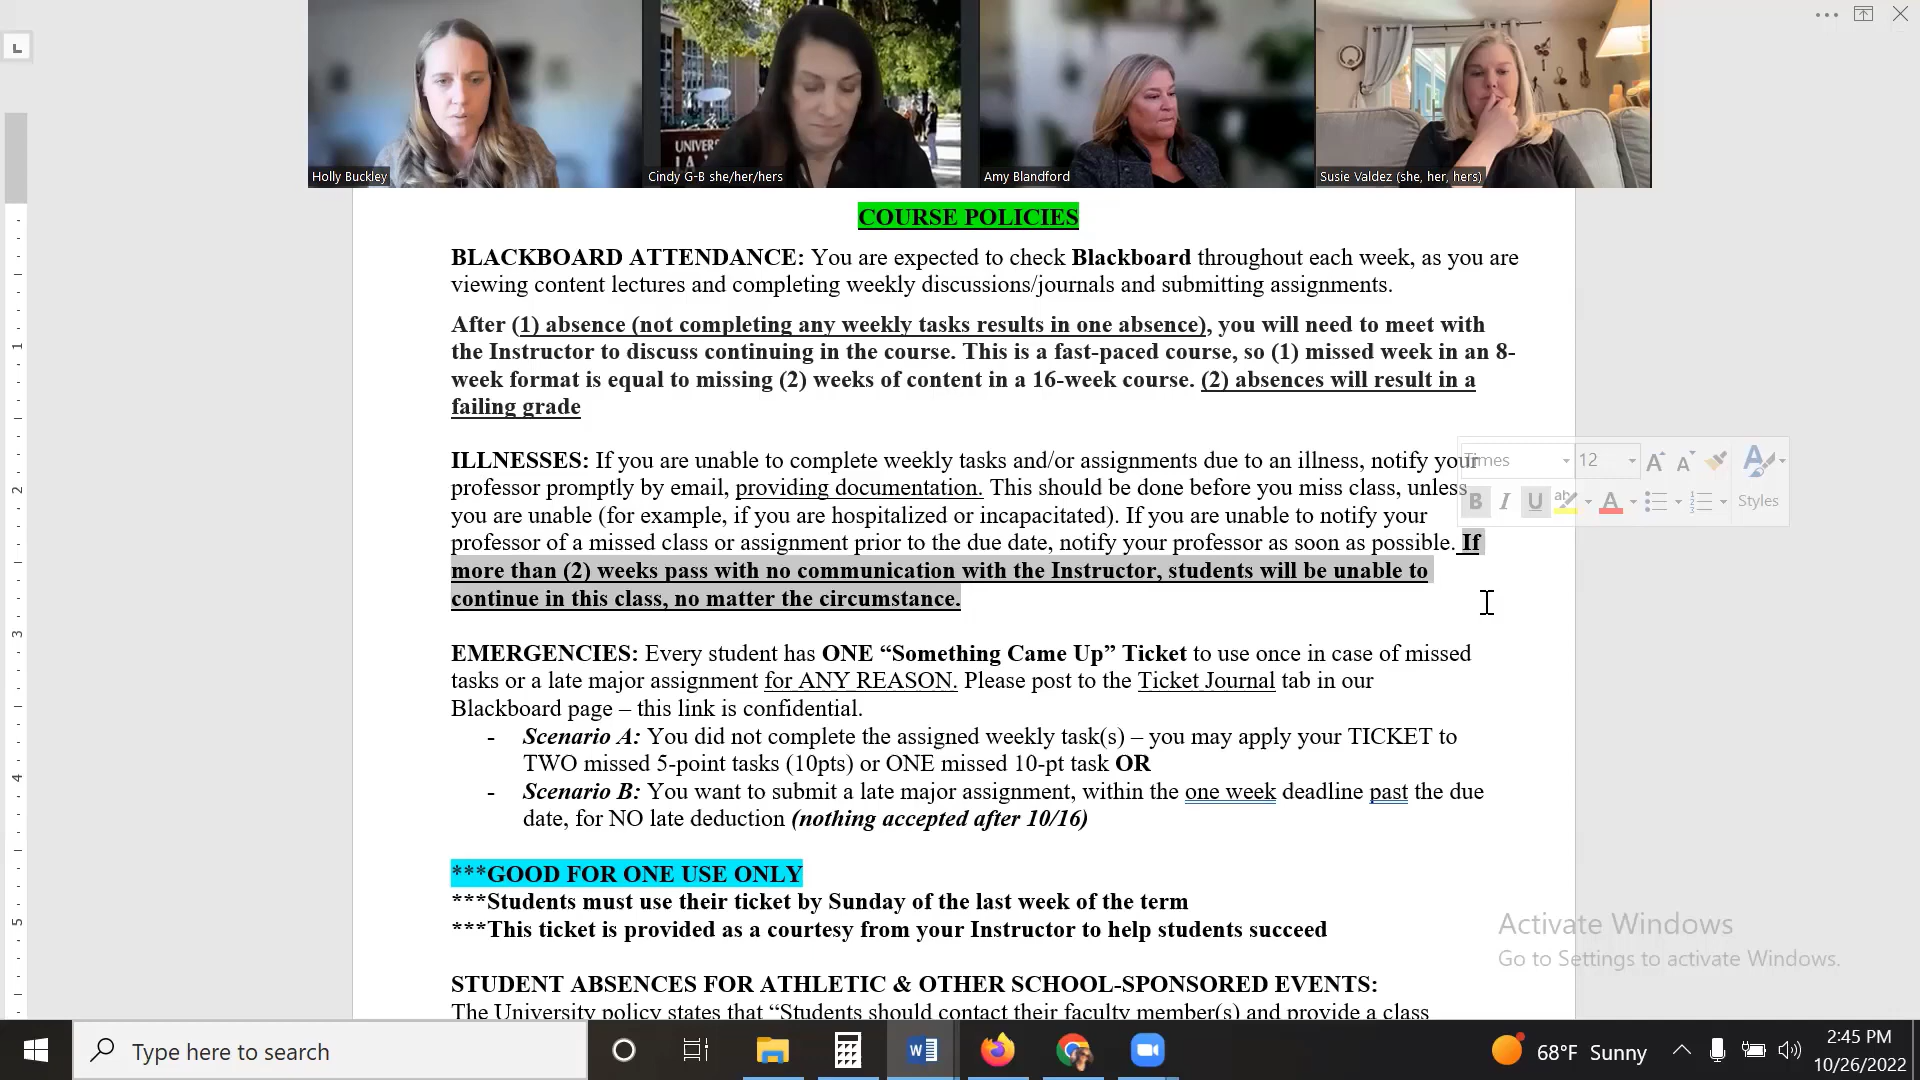 Holly Buckley
Cindy G-B she/her/hers
Amy Blandford
Susie Valdez (she, her, hers)
UNIVERS
LA
COURSE POLICIES
BLACKBOARD ATTENDANCE: You are expected to check Blackboard throughout each week, as you are
viewing content lectures and completing weekly discussions/journals and submitting assignments.
After (1) absence (not completing any weekly tasks results in one absence), you will need to meet with
the Instructor to discuss continuing in the course. This is a fast-paced course, so (1) missed week in an 8-
week format is equal to missing (2) weeks of content in a 16-week course. (2) absences will result in a
failing grade
ILLNESSES: If you are unable to complete weekly tasks and/or assignments due to an illness, notify your
professor promptly by email, providing documentation. This should be done before you miss class, unless
you are unable (for example, if you are hospitalized or incapacitated). If you are unable to notify your
professor of a missed class or assignment prior to the due date, notify your professor as soon as possible. If
more than (2) weeks pass with no communication with the Instructor, students will be unable to
continue in this class, no matter the circumstance.
Times 12
B I U ab A Styles
EMERGENCIES: Every student has ONE “Something Came Up” Ticket to use once in case of missed
tasks or a late major assignment for ANY REASON. Please post to the Ticket Journal tab in our
Blackboard page – this link is confidential.
- Scenario A: You did not complete the assigned weekly task(s) – you may apply your TICKET to
TWO missed 5-point tasks (10pts) or ONE missed 10-pt task OR
- Scenario B: You want to submit a late major assignment, within the one week deadline past the due
date, for NO late deduction (nothing accepted after 10/16)
***GOOD FOR ONE USE ONLY
***Students must use their ticket by Sunday of the last week of the term
***This ticket is provided as a courtesy from your Instructor to help students succeed
STUDENT ABSENCES FOR ATHLETIC & OTHER SCHOOL-SPONSORED EVENTS:
The University policy states that “Students should contact their faculty member(s) and provide a class
Activate Windows
Go to Settings to activate Windows.
1
2
3
4
5
Type here to search
68°F Sunny
2:45 PM
10/26/2022